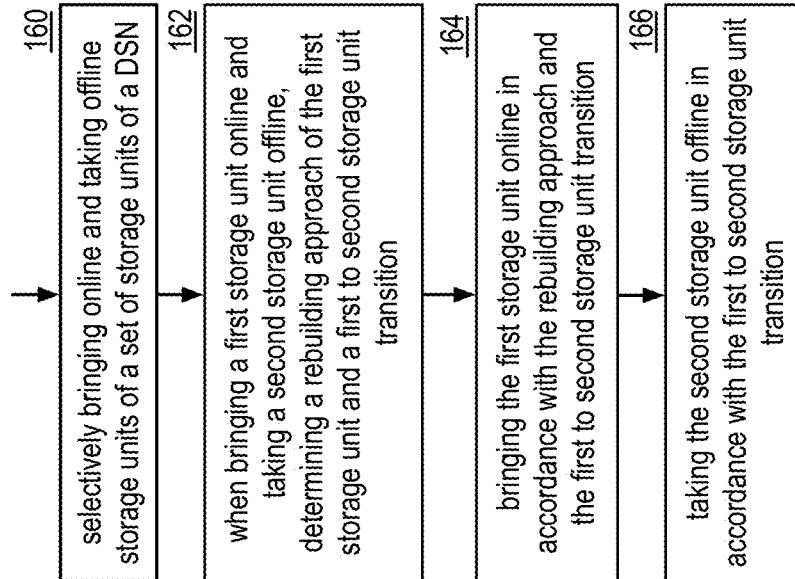 160
selectively bringing online and taking offline
storage units of a set of storage units of a DSN
162
when bringing a first storage unit online and
taking a second storage unit offline,
determining a rebuilding approach of the first
storage unit and a first to second storage unit
transition
164
bringing the first storage unit online in
accordance with the rebuilding approach and
the first to second storage unit transition
166
taking the second storage unit offline in
accordance with the first to second storage unit
transition